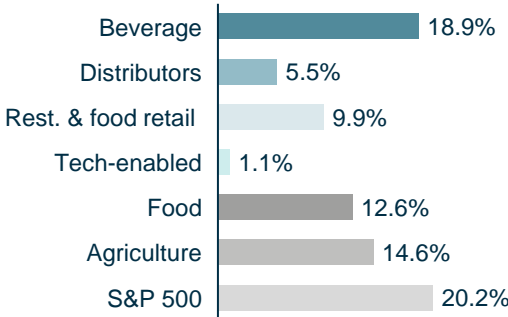 Beverage 18.9%
Distributors 5.5%
Rest. & food retail 9.9%
Tech-enabled 1.1%
Food 12.6%
Agriculture 14.6%
S&P 500 20.2%